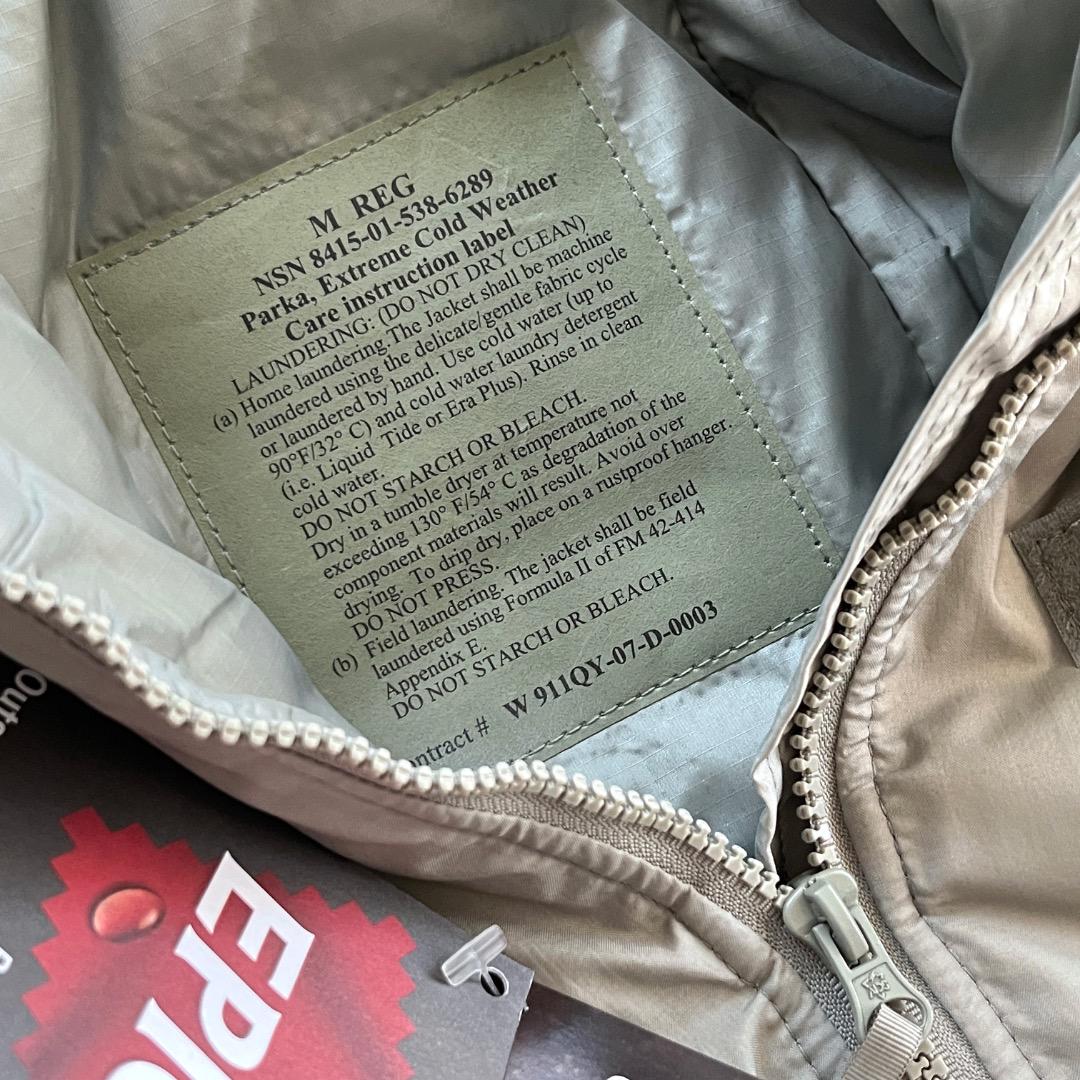 M REG
NSN 8415-01-538-6289
Parka, Extreme Cold Weather
Care instruction label
LAUNDERING: (DO NOT DRY CLEAN)
(a) Home laundering.The Jacket shall be machine
laundered using the delicate/gentle fabric cycle
or laundered by hand. Use cold water (up to
90°F/32° C) and cold water laundry detergent
(i.e. Liquid Tide or Era Plus). Rinse in clean
cold water.
DO NOT STARCH OR BLEACH.
Dry in a tumble dryer at temperature not
exceeding 130° F/54° C as degradation of the
component materials will result. Avoid over
drying. To drip dry, place on a rustproof hanger.
DO NOT PRESS.
(b) Field laundering. The jacket shall be field
laundered using Formula II of FM 42-414
Appendix E.
DO NOT STARCH OR BLEACH.
ontract # W 911QY-07-D-0003